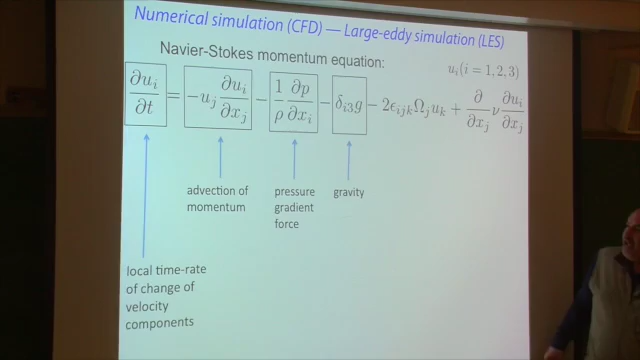 Numerical simulation (CFD) — Large-eddy simulation (LES)
Navier-Stokes momentum equation:
u_i(i = 1, 2, 3)
∂u_i/∂t = −u_j ∂u_i/∂x_j − 1/ρ ∂p/∂x_i − δ_i3 g − 2ϵ_ijk Ω_j u_k + ∂/∂x_j ν ∂u_i/∂x_j
advection of
momentum
pressure
gradient
force
gravity
local time-rate
of change of
velocity
components